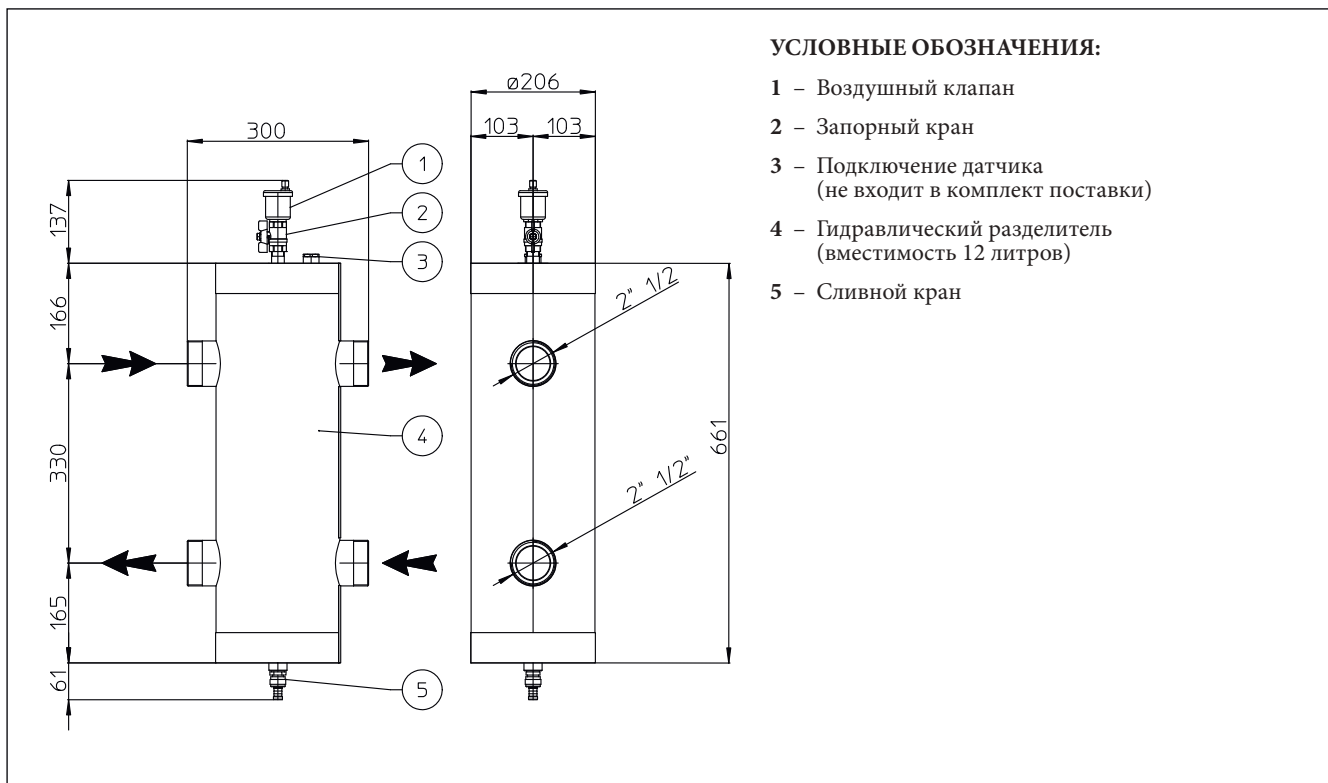 УСЛОВНЫЕ ОБОЗНАЧЕНИЯ:
1 – Воздушный клапан
2 – Запорный кран
3 – Подключение датчика
(не входит в комплект поставки)
4 – Гидравлический разделитель
(вместимость 12 литров)
5 – Сливной кран
ø206
103 103
300
1
137
2
3
166
2" 1/2
330
4
661
2" 1/2"
165
61
5